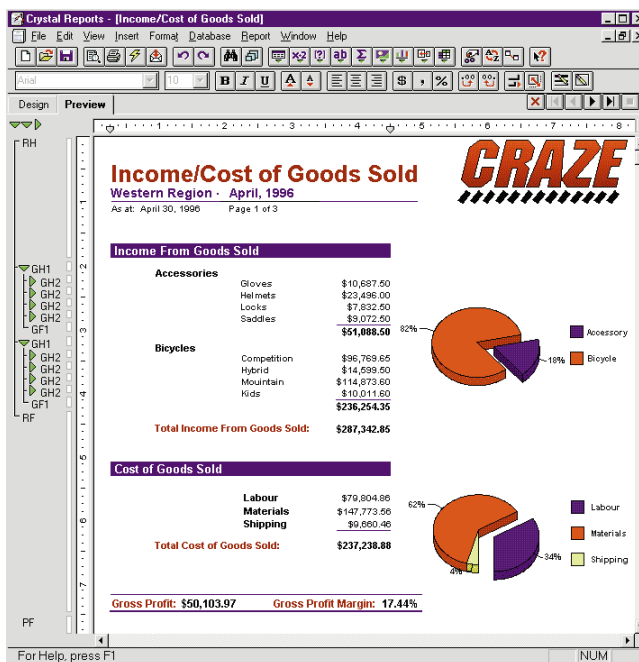 Crystal Reports - [Income/Cost of Goods Sold]
File Edit View Insert Format Database Report Window Help
Arial 10 B I U A A $ , %
Design Preview
1 2 3 4 5 6 7 8
RH
CRAZE
Income/Cost of Goods Sold
Western Region - April, 1996
As at: April 30, 1996 Page 1 of 3
Income From Goods Sold
GH1
GH2
GH2
GH2
GH2
GF1
GH1
GH2
GH2
GH2
GH2
GF1
RF
Accessories
Gloves $10,687.50
Helmets $23,496.00
Locks $7,832.50
Saddles $9,072.50
$51,088.50
82%
18%
Accessory
Bicycle
Bicycles
Competition $96,769.65
Hybrid $14,599.50
Mountain $114,873.60
Kids $10,011.60
$236,254.35
Total Income From Goods Sold: $287,342.85
Cost of Goods Sold
Labour $79,804.86
Materials $147,773.56
Shipping $9,660.46
Total Cost of Goods Sold: $237,238.88
62%
34%
4%
Labour
Materials
Shipping
Gross Profit: $50,103.97 Gross Profit Margin: 17.44%
PF
For Help, press F1 NUM